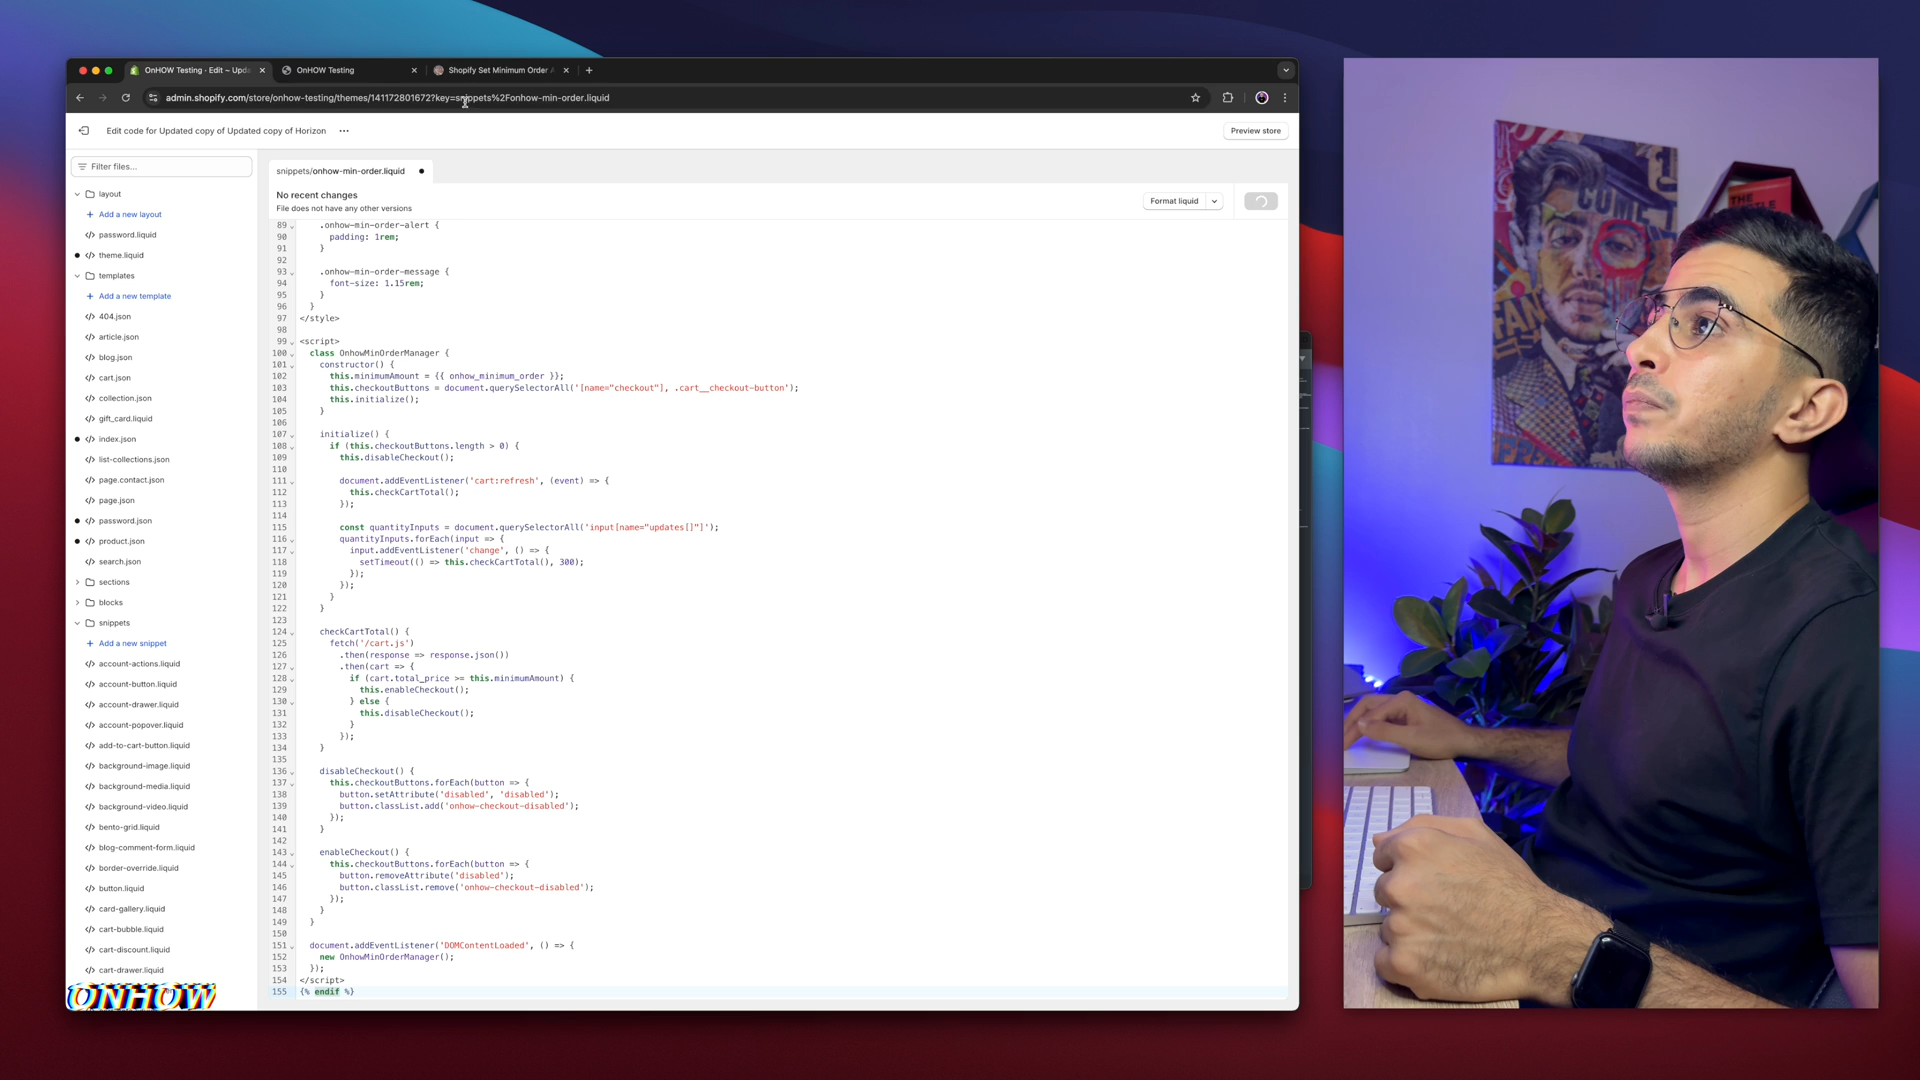 OnHOW Testing · Edit ~ Upda
OnHOW Testing
Shopify Set Minimum Order
admin.shopify.com/store/onhow-testing/themes/141172801672?key=snippets%2Fonhow-min-order.liquid
Edit code for Updated copy of Updated copy of Horizon
Preview store
Filter files...
layout
Add a new layout
password.liquid
theme.liquid
templates
Add a new template
404.json
article.json
blog.json
cart.json
collection.json
gift_card.liquid
index.json
list-collections.json
page.contact.json
page.json
password.json
product.json
search.json
sections
blocks
snippets
Add a new snippet
account-actions.liquid
account-button.liquid
account-drawer.liquid
account-popover.liquid
add-to-cart-button.liquid
background-image.liquid
background-media.liquid
background-video.liquid
bento-grid.liquid
blog-comment-form.liquid
border-override.liquid
button.liquid
card-gallery.liquid
cart-bubble.liquid
cart-discount.liquid
cart-drawer.liquid
ONHOW
snippets/onhow-min-order.liquid
No recent changes
File does not have any other versions
Format liquid
89 .onhow-min-order-alert {
90 padding: 1rem;
91 }
92
93 .onhow-min-order-message {
94 font-size: 1.15rem;
95 }
96 }
97 </style>
98
99 <script>
100 class OnhowMinOrderManager {
101 constructor() {
102 this.minimumAmount = {{ onhow_minimum_order }};
103 this.checkoutButtons = document.querySelectorAll('[name="checkout"], .cart__checkout-button');
104 this.initialize();
105 }
106
107 initialize() {
108 if (this.checkoutButtons.length > 0) {
109 this.disableCheckout();
110
111 document.addEventListener('cart:refresh', (event) => {
112 this.checkCartTotal();
113 });
114
115 const quantityInputs = document.querySelectorAll('input[name="updates[]"]');
116 quantityInputs.forEach(input => {
117 input.addEventListener('change', () => {
118 setTimeout(() => this.checkCartTotal(), 300);
119 });
120 });
121 }
122 }
123
124 checkCartTotal() {
125 fetch('/cart.js')
126 .then(response => response.json())
127 .then(cart => {
128 if (cart.total_price >= this.minimumAmount) {
129 this.enableCheckout();
130 } else {
131 this.disableCheckout();
132 }
133 });
134 }
135
136 disableCheckout() {
137 this.checkoutButtons.forEach(button => {
138 button.setAttribute('disabled', 'disabled');
139 button.classList.add('onhow-checkout-disabled');
140 });
141 }
142
143 enableCheckout() {
144 this.checkoutButtons.forEach(button => {
145 button.removeAttribute('disabled');
146 button.classList.remove('onhow-checkout-disabled');
147 });
148 }
149 }
150
151 document.addEventListener('DOMContentLoaded', () => {
152 new OnhowMinOrderManager();
153 });
154 </script>
155 {% endif %}
COME
FAN
THE